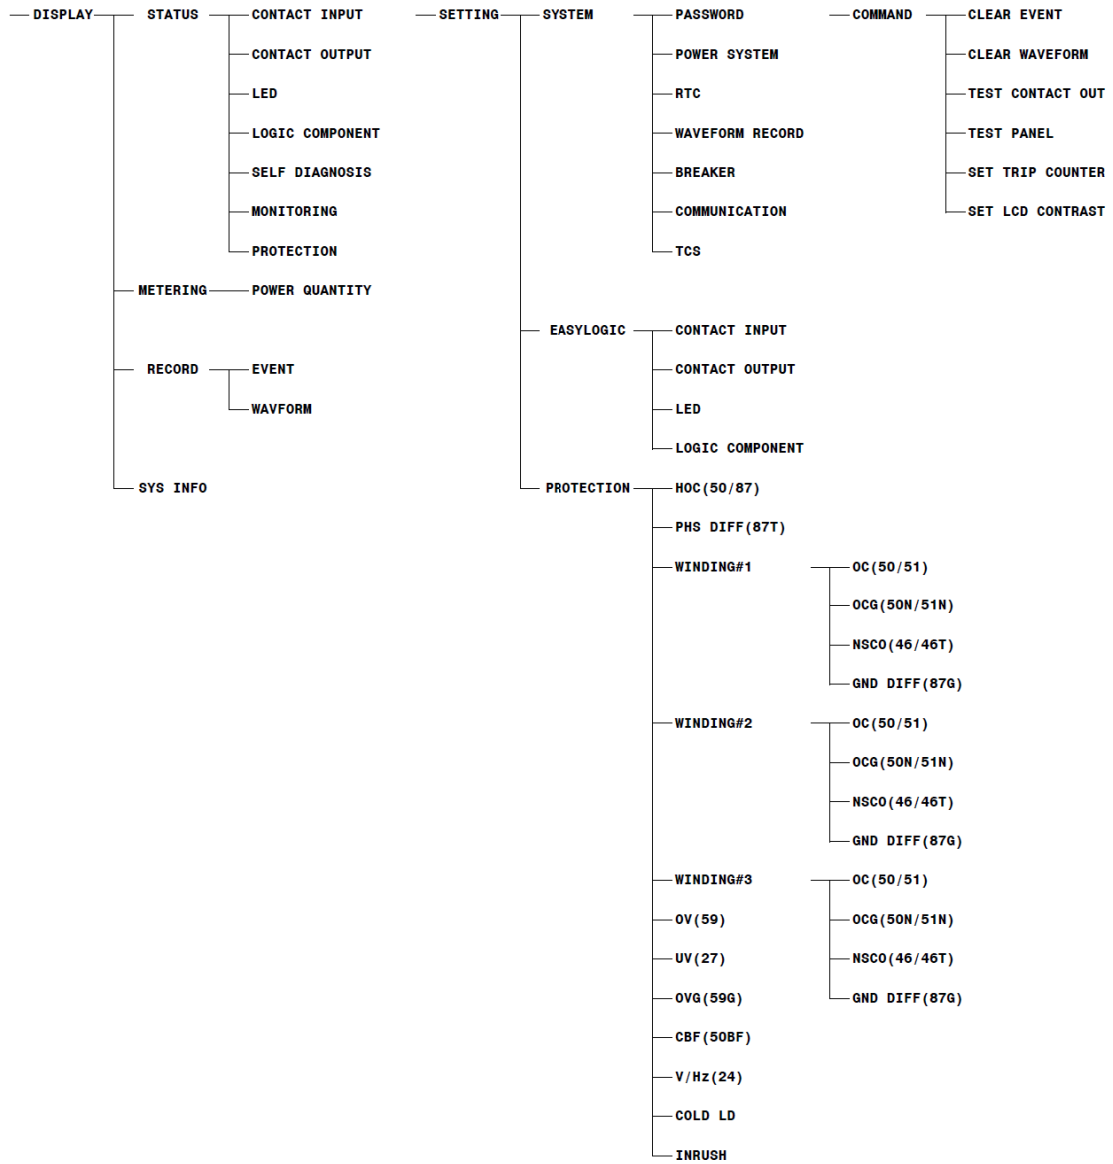 DISPLAY STATUS CONTACT INPUT SETTING SYSTEM PASSWORD COMMAND CLEAR EVENT
CONTACT OUTPUT POWER SYSTEM CLEAR WAVEFORM
LED RTC TEST CONTACT OUT
LOGIC COMPONENT WAVEFORM RECORD TEST PANEL
SELF DIAGNOSIS BREAKER SET TRIP COUNTER
MONITORING COMMUNICATION SET LCD CONTRAST
PROTECTION TCS
METERING POWER QUANTITY
EASYLOGIC CONTACT INPUT
RECORD EVENT CONTACT OUTPUT
WAVFORM LED
LOGIC COMPONENT
SYS INFO PROTECTION HOC(50/87)
PHS DIFF(87T)
WINDING#1 OC(50/51)
OCG(50N/51N)
NSCO(46/46T)
GND DIFF(87G)
WINDING#2 OC(50/51)
OCG(50N/51N)
NSCO(46/46T)
GND DIFF(87G)
WINDING#3 OC(50/51)
OV(59) OCG(50N/51N)
UV(27) NSCO(46/46T)
OVG(59G) GND DIFF(87G)
CBF(50BF)
V/Hz(24)
COLD LD
INRUSH